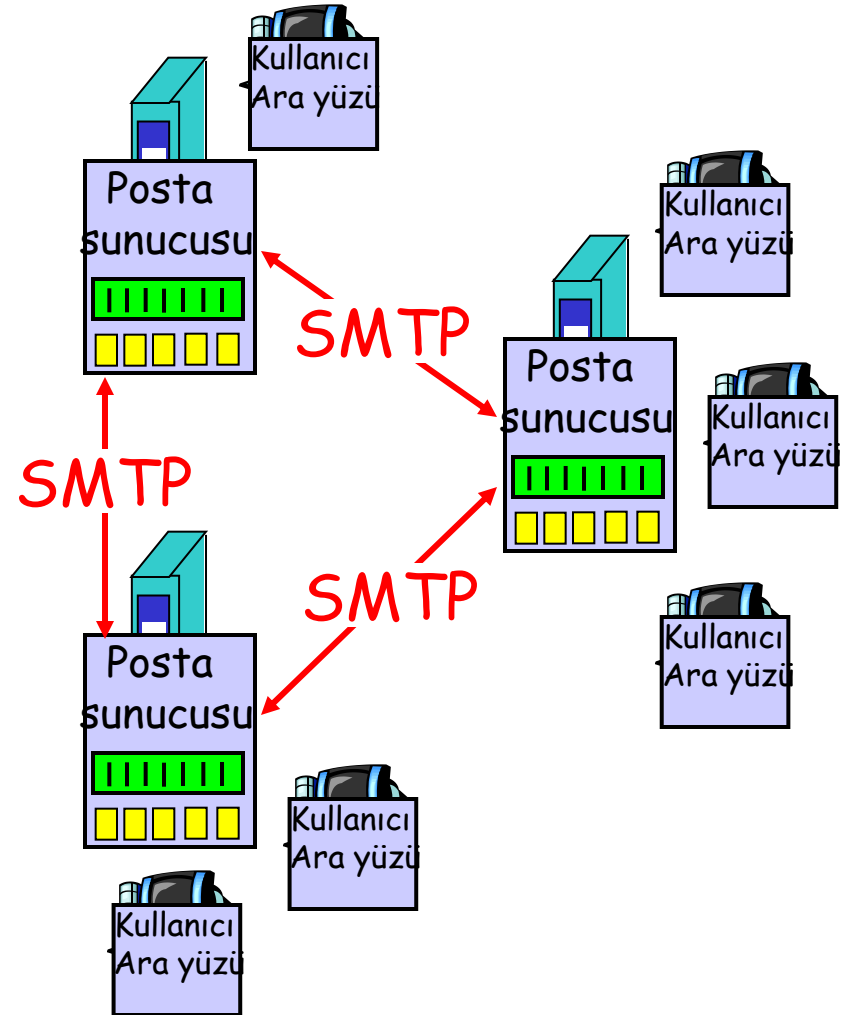 Kullanıcı
Ara yüzü
Posta
sunucusu
Kullanıcı
Ara yüzü
SMTP
Posta
sunucusu
Kullanıcı
Ara yüzü
SMTP
SMTP
Kullanıcı
Ara yüzü
Posta
sunucusu
Kullanıcı
Ara yüzü
Kullanıcı
Ara yüzü